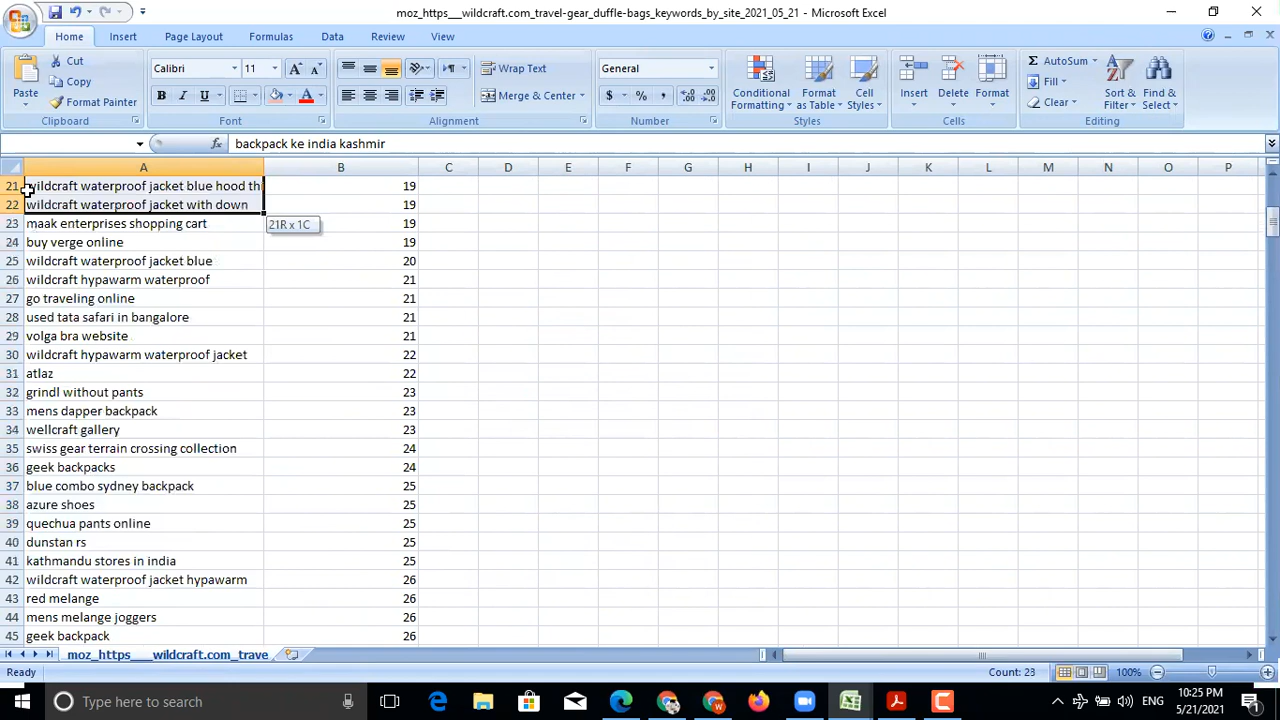 moz_https___wildcraft.com_travel-gear_duffle-bags_keywords_by_site_2021_05_21 - Microsoft Excel
Home Insert Page Layout Formulas Data Review View
Paste Cut Copy Format Painter Clipboard
Calibri 11 B I U A Font
Wrap Text Merge & Center Alignment
General $ % , Number
Conditional Formatting Format as Table Cell Styles Styles
Insert Delete Format Cells
Σ AutoSum Fill Clear Sort & Filter Find & Select Editing
fx backpack ke india kashmir
A B C D E F G H I J K L M N O P
21 wildcraft waterproof jacket blue hood th 19
22 wildcraft waterproof jacket with down 19
21R x 1C
23 maak enterprises shopping cart 19
24 buy verge online 19
25 wildcraft waterproof jacket blue 20
26 wildcraft hypawarm waterproof 21
27 go traveling online 21
28 used tata safari in bangalore 21
29 volga bra website 21
30 wildcraft hypawarm waterproof jacket 22
31 atlaz 22
32 grindl without pants 23
33 mens dapper backpack 23
34 wellcraft gallery 23
35 swiss gear terrain crossing collection 24
36 geek backpacks 24
37 blue combo sydney backpack 25
38 azure shoes 25
39 quechua pants online 25
40 dunstan rs 25
41 kathmandu stores in india 25
42 wildcraft waterproof jacket hypawarm 26
43 red melange 26
44 mens melange joggers 26
45 geek backpack 26
moz_https___wildcraft.com_trave
Ready Count: 23 100%
Type here to search ENG 10:25 PM
5/21/2021